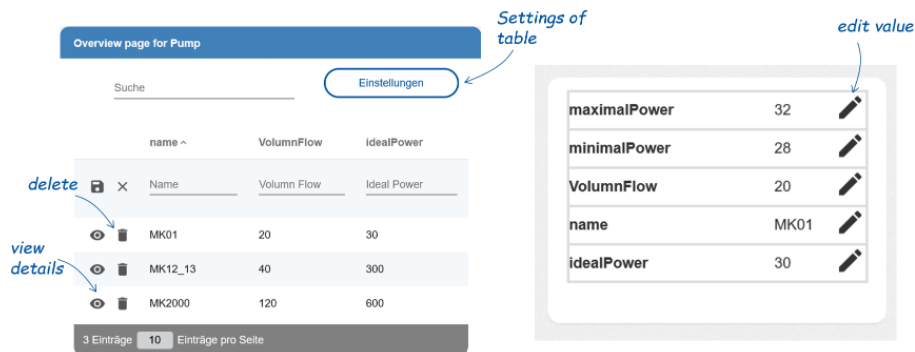 Settings of
table
edit value
Overview page for Pump
Suche
Einstellungen
name VolumnFlow idealPower
delete
Name Volumn Flow Ideal Power
MK01 20 30
view
details
MK12_13 40 300
MK2000 120 600
3 Einträge 10 Einträge pro Seite
maximalPower 32
minimalPower 28
VolumnFlow 20
name MK01
idealPower 30